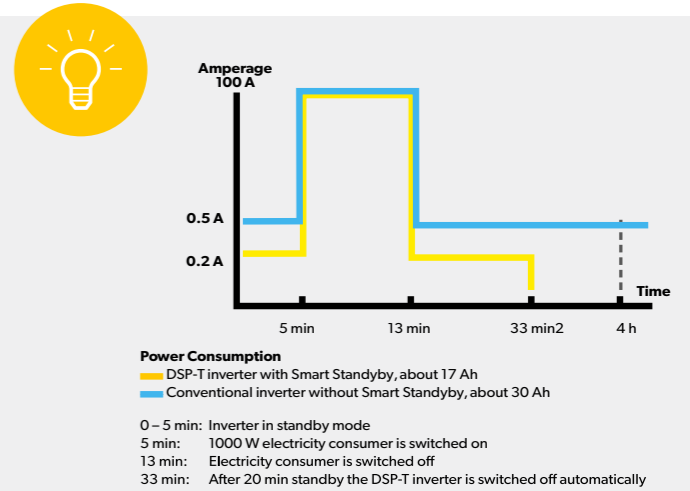 Amperage
100 A
0.5 A
0.2 A
Time
5 min
13 min
33 min2
4 h
Power Consumption
DSP-T inverter with Smart Standyby, about 17 Ah
Conventional inverter without Smart Standyby, about 30 Ah
0 – 5 min: Inverter in standby mode
5 min: 1000 W electricity consumer is switched on
13 min: Electricity consumer is switched off
33 min: After 20 min standby the DSP-T inverter is switched off automatically